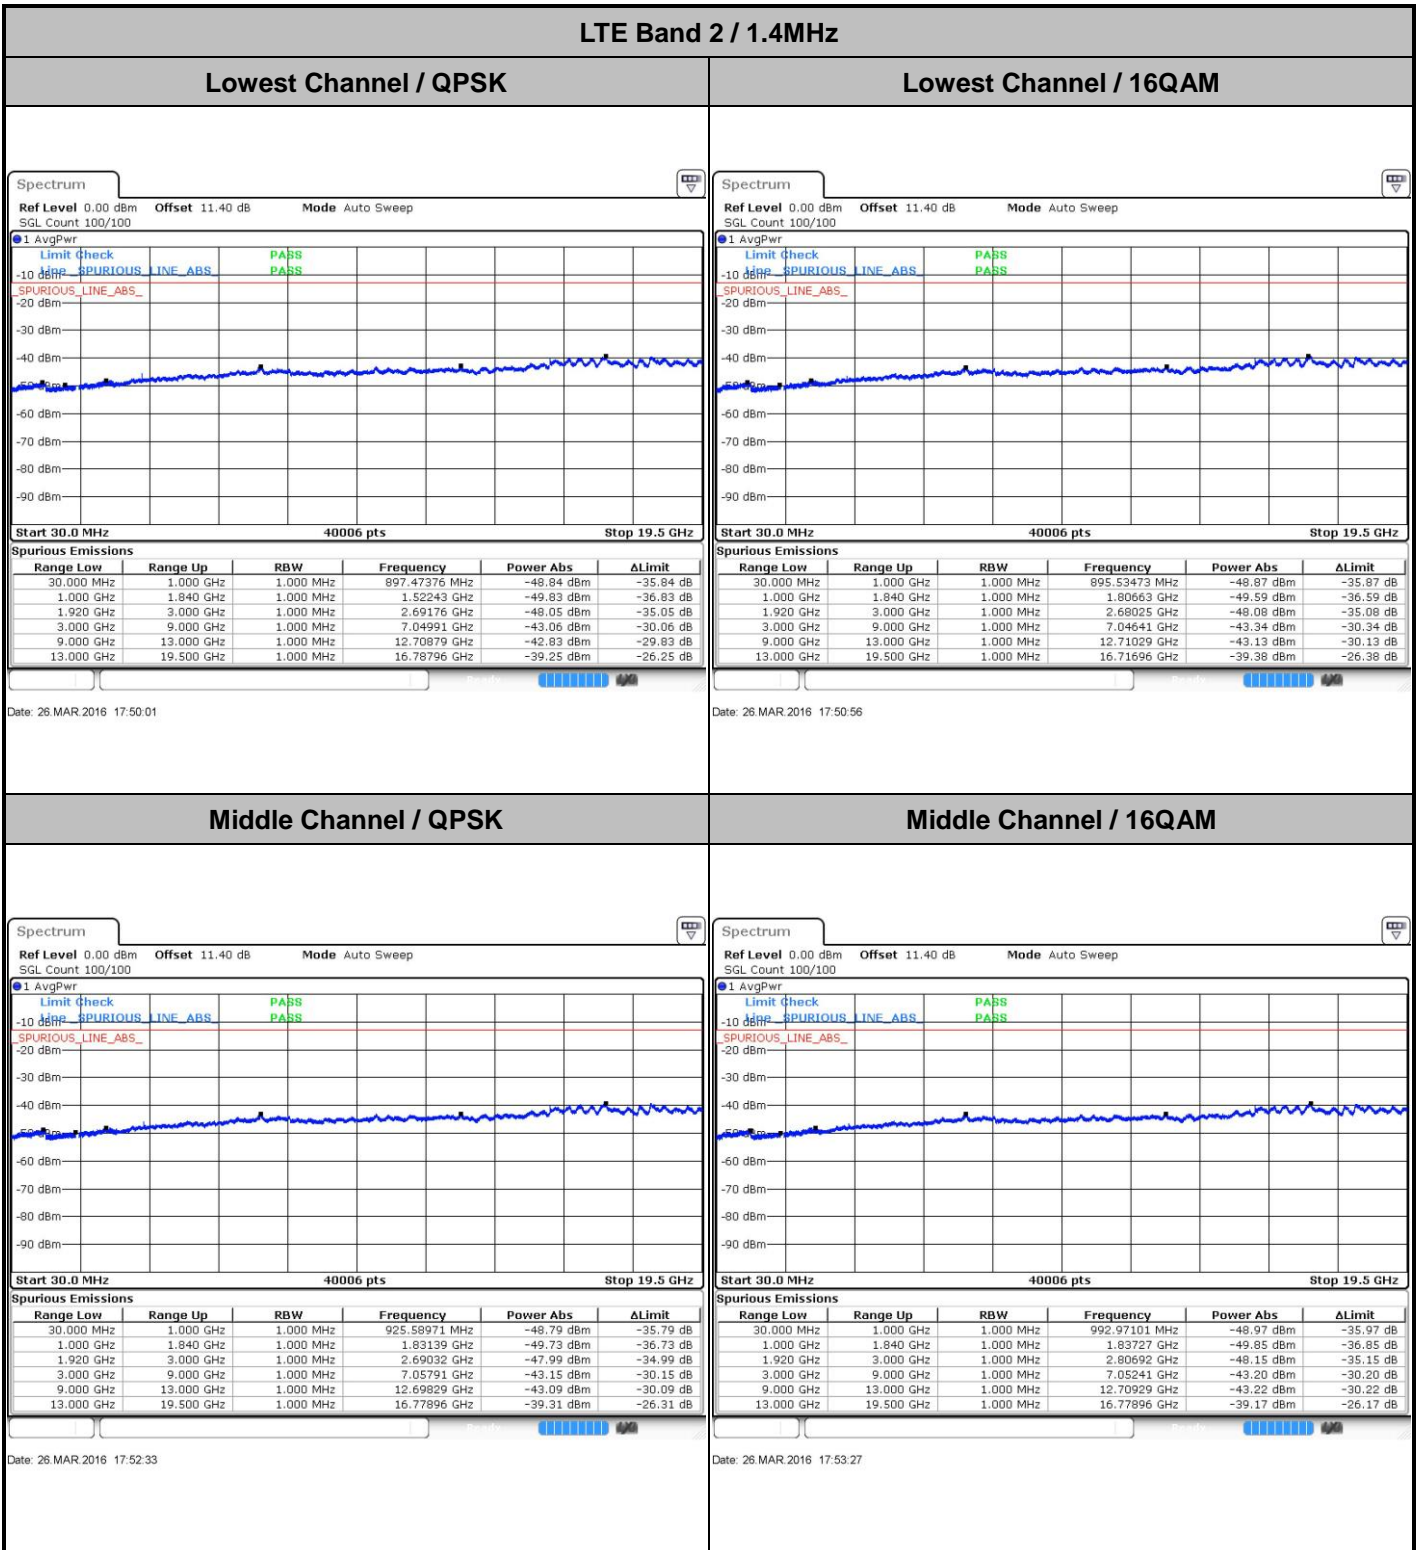 LTE Band 2 / 1.4MHz
Lowest Channel / QPSK
Lowest Channel / 16QAM
Spectrum
Ref Level 0.00 dBm Offset 11.40 dB Mode Auto Sweep
SGL Count 100/100
1 AvgPwr
Limit Check PASS
Line _SPURIOUS_LINE_ABS_ PASS
-10 dBm
_SPURIOUS_LINE_ABS_
-20 dBm
-30 dBm
-40 dBm
-50 dBm
-60 dBm
-70 dBm
-80 dBm
-90 dBm
Start 30.0 MHz 40006 pts Stop 19.5 GHz
Spurious Emissions
Range Low Range Up RBW Frequency Power Abs ΔLimit
30.000 MHz 1.000 GHz 1.000 MHz 897.47376 MHz -48.84 dBm -35.84 dB
1.000 GHz 1.840 GHz 1.000 MHz 1.52243 GHz -49.83 dBm -36.83 dB
1.920 GHz 3.000 GHz 1.000 MHz 2.69176 GHz -48.05 dBm -35.05 dB
3.000 GHz 9.000 GHz 1.000 MHz 7.04991 GHz -43.06 dBm -30.06 dB
9.000 GHz 13.000 GHz 1.000 MHz 12.70879 GHz -42.83 dBm -29.83 dB
13.000 GHz 19.500 GHz 1.000 MHz 16.78796 GHz -39.25 dBm -26.25 dB
Date: 26.MAR.2016 17:50:01
Spectrum
Ref Level 0.00 dBm Offset 11.40 dB Mode Auto Sweep
SGL Count 100/100
1 AvgPwr
Limit Check PASS
Line _SPURIOUS_LINE_ABS_ PASS
-10 dBm
_SPURIOUS_LINE_ABS_
-20 dBm
-30 dBm
-40 dBm
-50 dBm
-60 dBm
-70 dBm
-80 dBm
-90 dBm
Start 30.0 MHz 40006 pts Stop 19.5 GHz
Spurious Emissions
Range Low Range Up RBW Frequency Power Abs ΔLimit
30.000 MHz 1.000 GHz 1.000 MHz 895.53473 MHz -48.87 dBm -35.87 dB
1.000 GHz 1.840 GHz 1.000 MHz 1.80663 GHz -49.59 dBm -36.59 dB
1.920 GHz 3.000 GHz 1.000 MHz 2.68025 GHz -48.08 dBm -35.08 dB
3.000 GHz 9.000 GHz 1.000 MHz 7.04641 GHz -43.34 dBm -30.34 dB
9.000 GHz 13.000 GHz 1.000 MHz 12.71029 GHz -43.13 dBm -30.13 dB
13.000 GHz 19.500 GHz 1.000 MHz 16.71696 GHz -39.38 dBm -26.38 dB
Date: 26.MAR.2016 17:50:56
Middle Channel / QPSK
Middle Channel / 16QAM
Spectrum
Ref Level 0.00 dBm Offset 11.40 dB Mode Auto Sweep
SGL Count 100/100
1 AvgPwr
Limit Check PASS
Line _SPURIOUS_LINE_ABS_ PASS
-10 dBm
_SPURIOUS_LINE_ABS_
-20 dBm
-30 dBm
-40 dBm
-50 dBm
-60 dBm
-70 dBm
-80 dBm
-90 dBm
Start 30.0 MHz 40006 pts Stop 19.5 GHz
Spurious Emissions
Range Low Range Up RBW Frequency Power Abs ΔLimit
30.000 MHz 1.000 GHz 1.000 MHz 925.58971 MHz -48.79 dBm -35.79 dB
1.000 GHz 1.840 GHz 1.000 MHz 1.83139 GHz -49.73 dBm -36.73 dB
1.920 GHz 3.000 GHz 1.000 MHz 2.69032 GHz -47.99 dBm -34.99 dB
3.000 GHz 9.000 GHz 1.000 MHz 7.05791 GHz -43.15 dBm -30.15 dB
9.000 GHz 13.000 GHz 1.000 MHz 12.69829 GHz -43.09 dBm -30.09 dB
13.000 GHz 19.500 GHz 1.000 MHz 16.77896 GHz -39.31 dBm -26.31 dB
Date: 26.MAR.2016 17:52:33
Spectrum
Ref Level 0.00 dBm Offset 11.40 dB Mode Auto Sweep
SGL Count 100/100
1 AvgPwr
Limit Check PASS
Line _SPURIOUS_LINE_ABS_ PASS
-10 dBm
_SPURIOUS_LINE_ABS_
-20 dBm
-30 dBm
-40 dBm
-50 dBm
-60 dBm
-70 dBm
-80 dBm
-90 dBm
Start 30.0 MHz 40006 pts Stop 19.5 GHz
Spurious Emissions
Range Low Range Up RBW Frequency Power Abs ΔLimit
30.000 MHz 1.000 GHz 1.000 MHz 992.97101 MHz -48.97 dBm -35.97 dB
1.000 GHz 1.840 GHz 1.000 MHz 1.83727 GHz -49.85 dBm -36.85 dB
1.920 GHz 3.000 GHz 1.000 MHz 2.80692 GHz -48.15 dBm -35.15 dB
3.000 GHz 9.000 GHz 1.000 MHz 7.05241 GHz -43.20 dBm -30.20 dB
9.000 GHz 13.000 GHz 1.000 MHz 12.70929 GHz -43.22 dBm -30.22 dB
13.000 GHz 19.500 GHz 1.000 MHz 16.77896 GHz -39.17 dBm -26.17 dB
Date: 26.MAR.2016 17:53:27